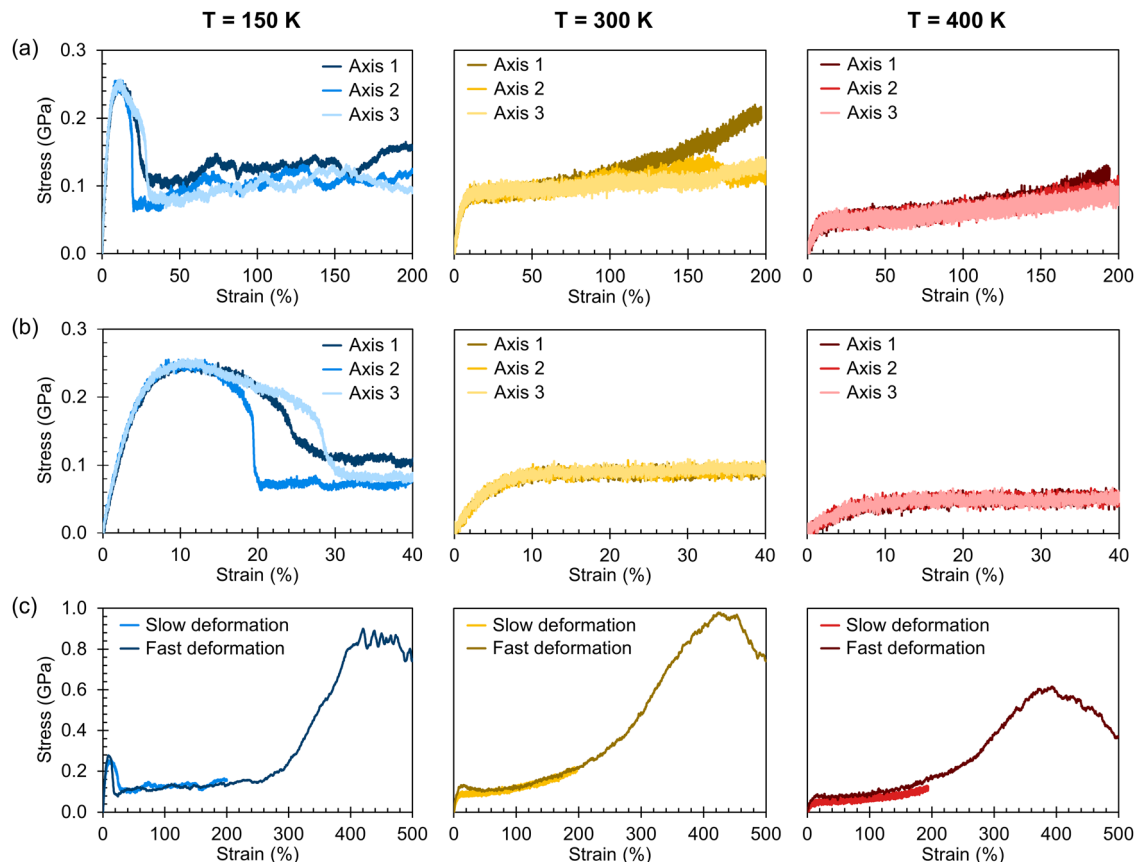 T = 150 K
T = 300 K
T = 400 K
(a)
0.3
0.2
0.1
0.0
Stress (GPa)
Axis 1
Axis 2
Axis 3
0 50 100 150 200
Strain (%)
Axis 1
Axis 2
Axis 3
0 50 100 150 200
Strain (%)
Axis 1
Axis 2
Axis 3
0 50 100 150 200
Strain (%)
(b)
0.3
0.2
0.1
0.0
Stress (GPa)
Axis 1
Axis 2
Axis 3
0 10 20 30 40
Strain (%)
Axis 1
Axis 2
Axis 3
0 10 20 30 40
Strain (%)
Axis 1
Axis 2
Axis 3
0 10 20 30 40
Strain (%)
(c)
1.0
0.8
0.6
0.4
0.2
0.0
Stress (GPa)
Slow deformation
Fast deformation
0 100 200 300 400 500
Strain (%)
Slow deformation
Fast deformation
0 100 200 300 400 500
Strain (%)
Slow deformation
Fast deformation
0 100 200 300 400 500
Strain (%)